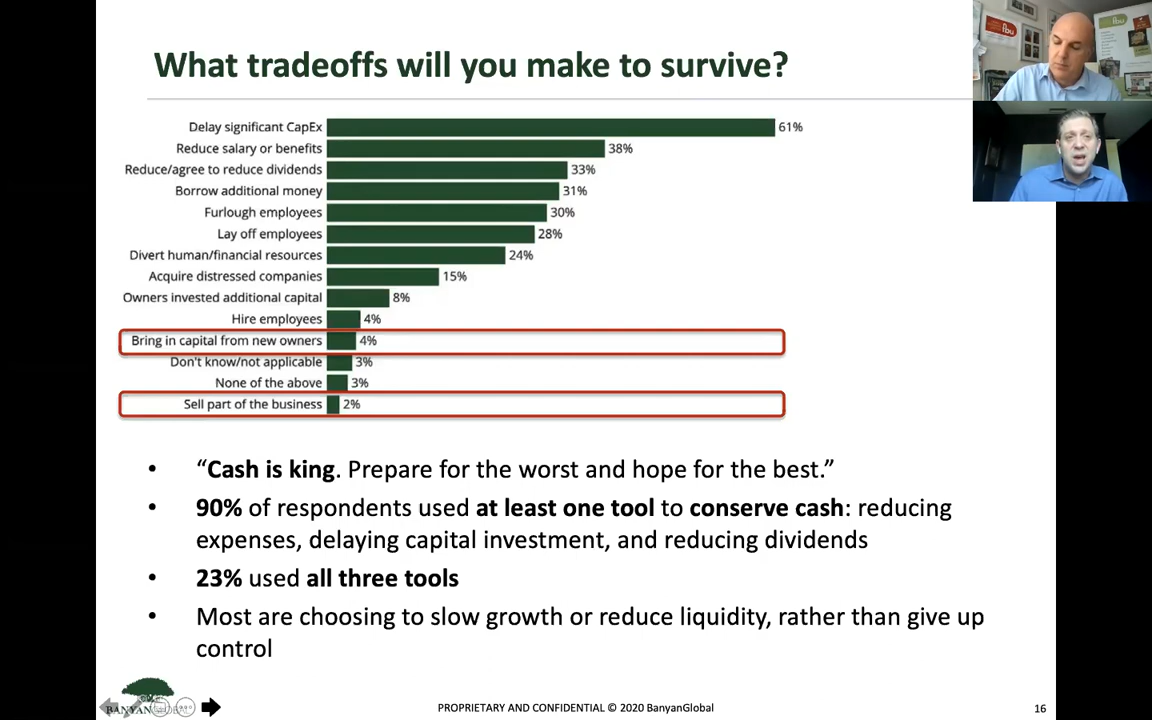 What tradeoffs will you make to survive?
Delay significant CapEx 61%
Reduce salary or benefits 38%
Reduce/agree to reduce dividends 33%
Borrow additional money 31%
Furlough employees 30%
Lay off employees 28%
Divert human/financial resources 24%
Acquire distressed companies 15%
Owners invested additional capital 8%
Hire employees 4%
Bring in capital from new owners 4%
Don't know/not applicable 3%
None of the above 3%
Sell part of the business 2%
• “Cash is king. Prepare for the worst and hope for the best.”
• 90% of respondents used at least one tool to conserve cash: reducing
expenses, delaying capital investment, and reducing dividends
• 23% used all three tools
• Most are choosing to slow growth or reduce liquidity, rather than give up
control
PROPRIETARY AND CONFIDENTIAL © 2020 BanyanGlobal
16
fbu
fbu